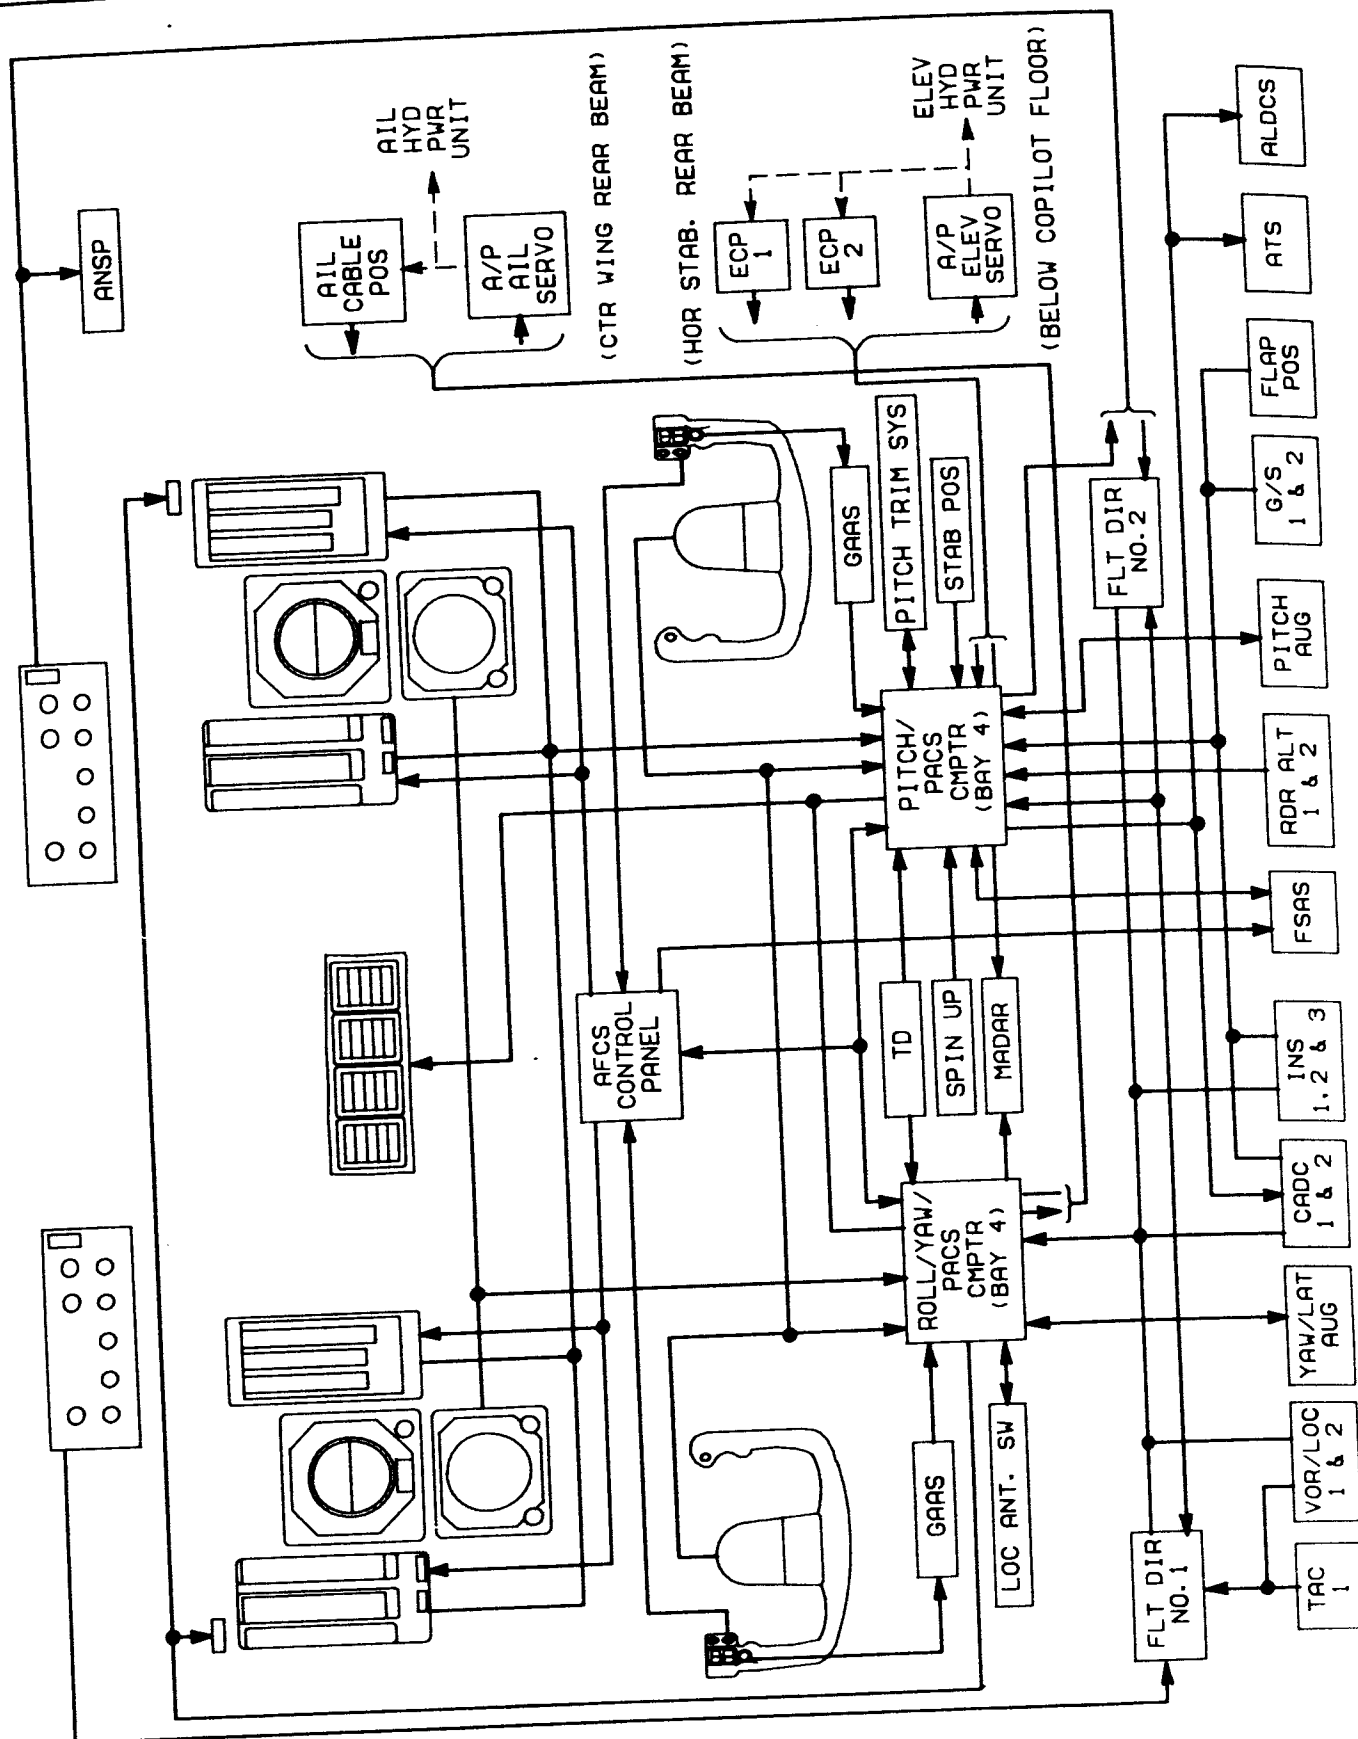 ANSP
AIL
CABLE
POS
A/P
AIL
SERVO
AIL
HYD
PWR
UNIT
(CTR WING REAR BEAM)
(HOR STAB. REAR BEAM)
ECP
1
ECP
2
A/P
ELEV
SERVO
ELEV
HYD
PWR
UNIT
(BELOW COPILOT FLOOR)
GAAS
PITCH TRIM SYS
STAB POS
FLT DIR
NO.2
PITCH/
PACS
CMPTR
(BAY 4)
AFCS
CONTROL
PANEL
TD
SPIN UP
MADAR
ROLL/YAW/
PACS
CMPTR
(BAY 4)
GAAS
LOC ANT. SW
FLT DIR
NO.1
TAC
1
VOR/LOC
1 & 2
YAW/LAT
AUG
CADC
1 & 2
INS
1,2 & 3
FSAS
RDR ALT
1 & 2
PITCH
AUG
G/S
1 & 2
FLAP
POS
ATS
ALDCS